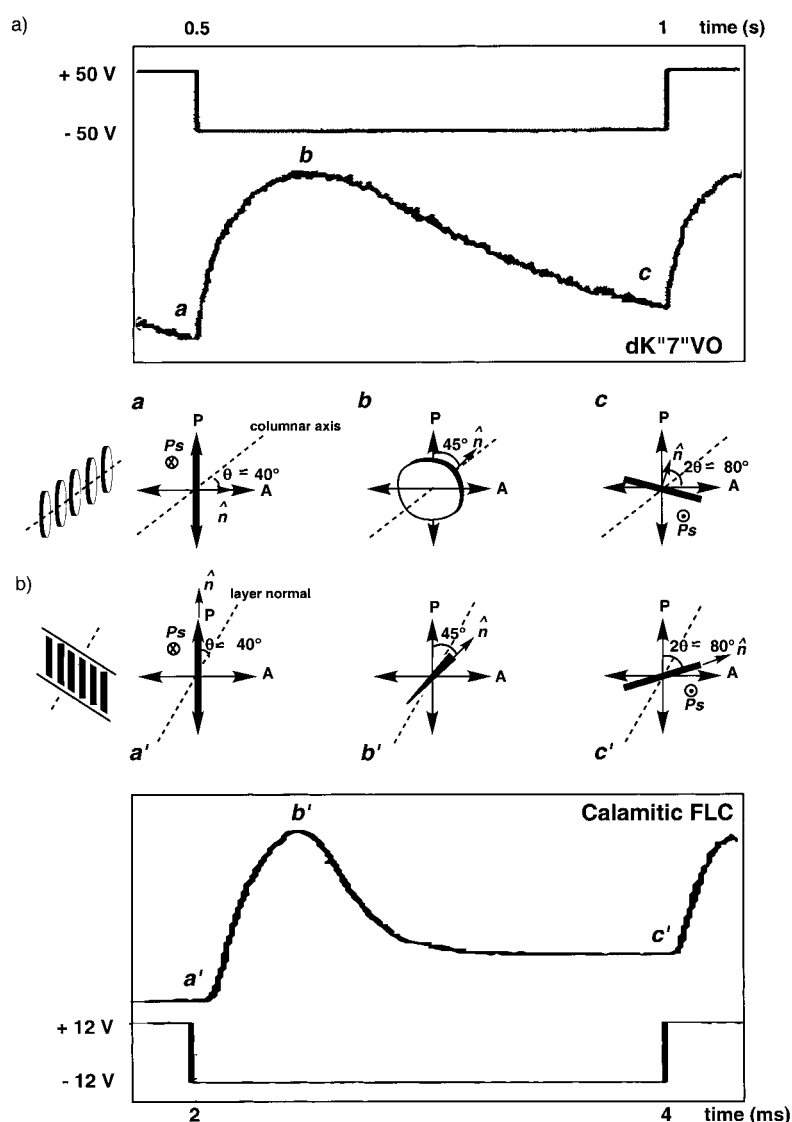 a)
0.5 1 time (s)
+ 50 V
- 50 V
b
a
c
dK"7"VO
a b c
P P P
Ps columnar axis 45° n̂ n̂ 2θ = 80°
θ = 40°
A A A
n̂ Ps
b)
n̂ layer normal
P P P
Ps θ = 40° 45° n̂ 2θ = 80° n̂
A A A
Ps
a' b' c'
b' Calamitic FLC
a' c'
+ 12 V
- 12 V
2 4 time (ms)